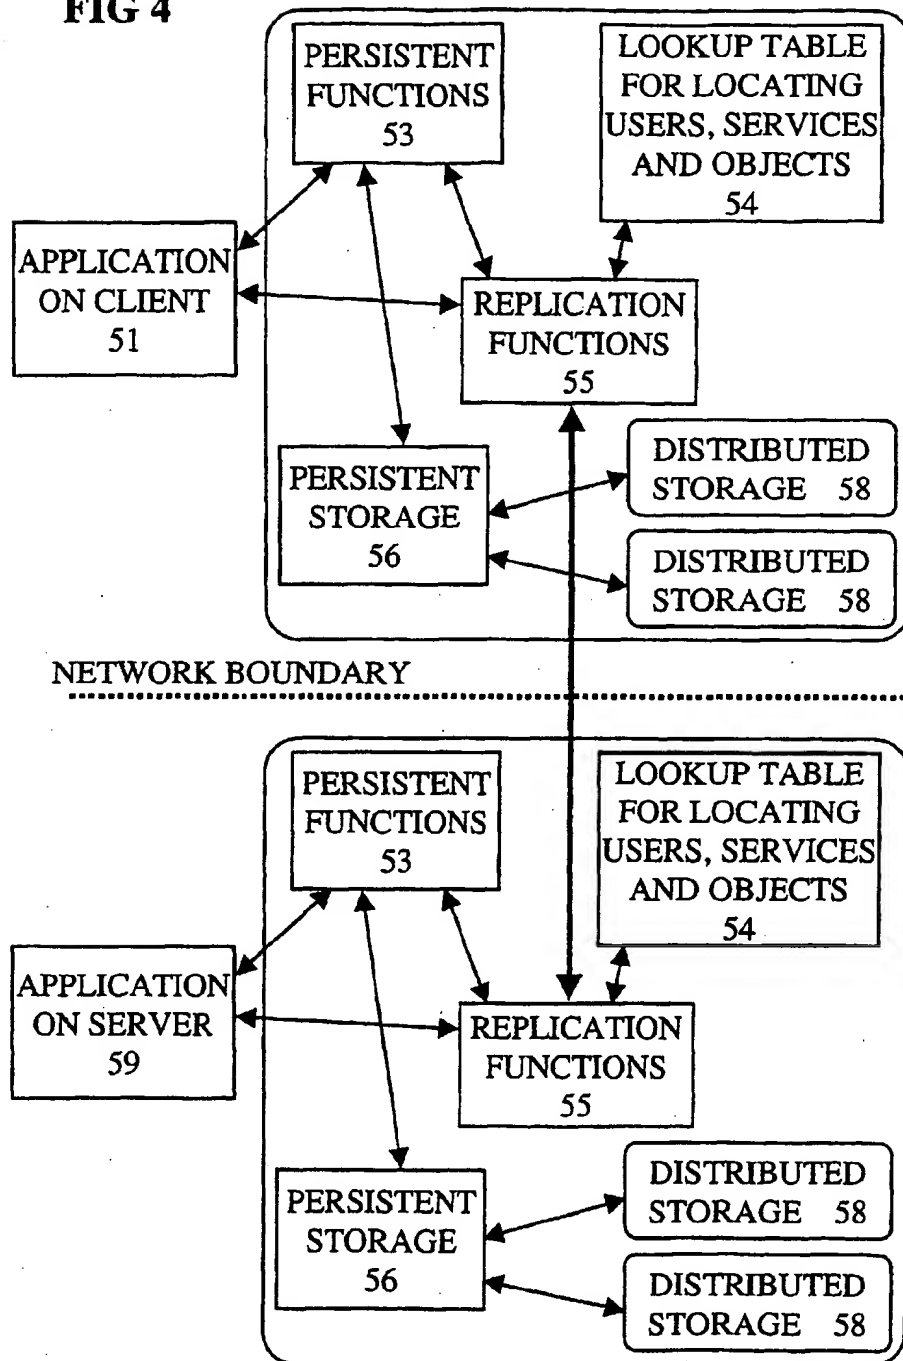 FIG 4
PERSISTENT
FUNCTIONS
53
LOOKUP TABLE
FOR LOCATING
USERS, SERVICES
AND OBJECTS
54
APPLICATION
ON CLIENT
51
REPLICATION
FUNCTIONS
55
PERSISTENT
STORAGE
56
DISTRIBUTED
STORAGE 58
DISTRIBUTED
STORAGE 58
NETWORK BOUNDARY
PERSISTENT
FUNCTIONS
53
LOOKUP TABLE
FOR LOCATING
USERS, SERVICES
AND OBJECTS
54
APPLICATION
ON SERVER
59
REPLICATION
FUNCTIONS
55
PERSISTENT
STORAGE
56
DISTRIBUTED
STORAGE 58
DISTRIBUTED
STORAGE 58